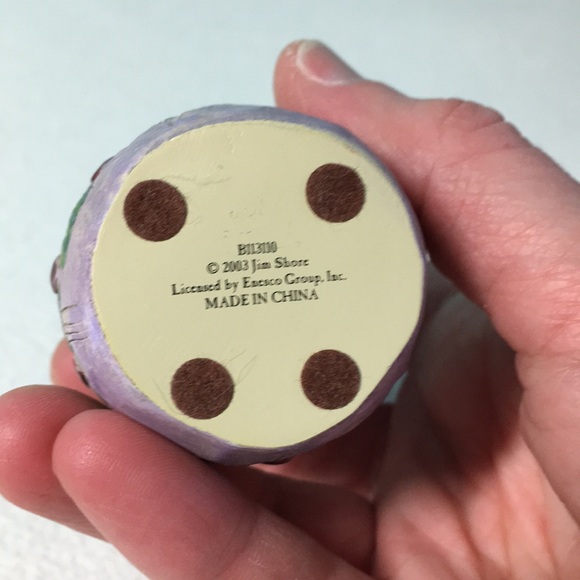 B113110
© 2003 Jim Shore
Licensed by Enesco Group, Inc.
MADE IN CHINA